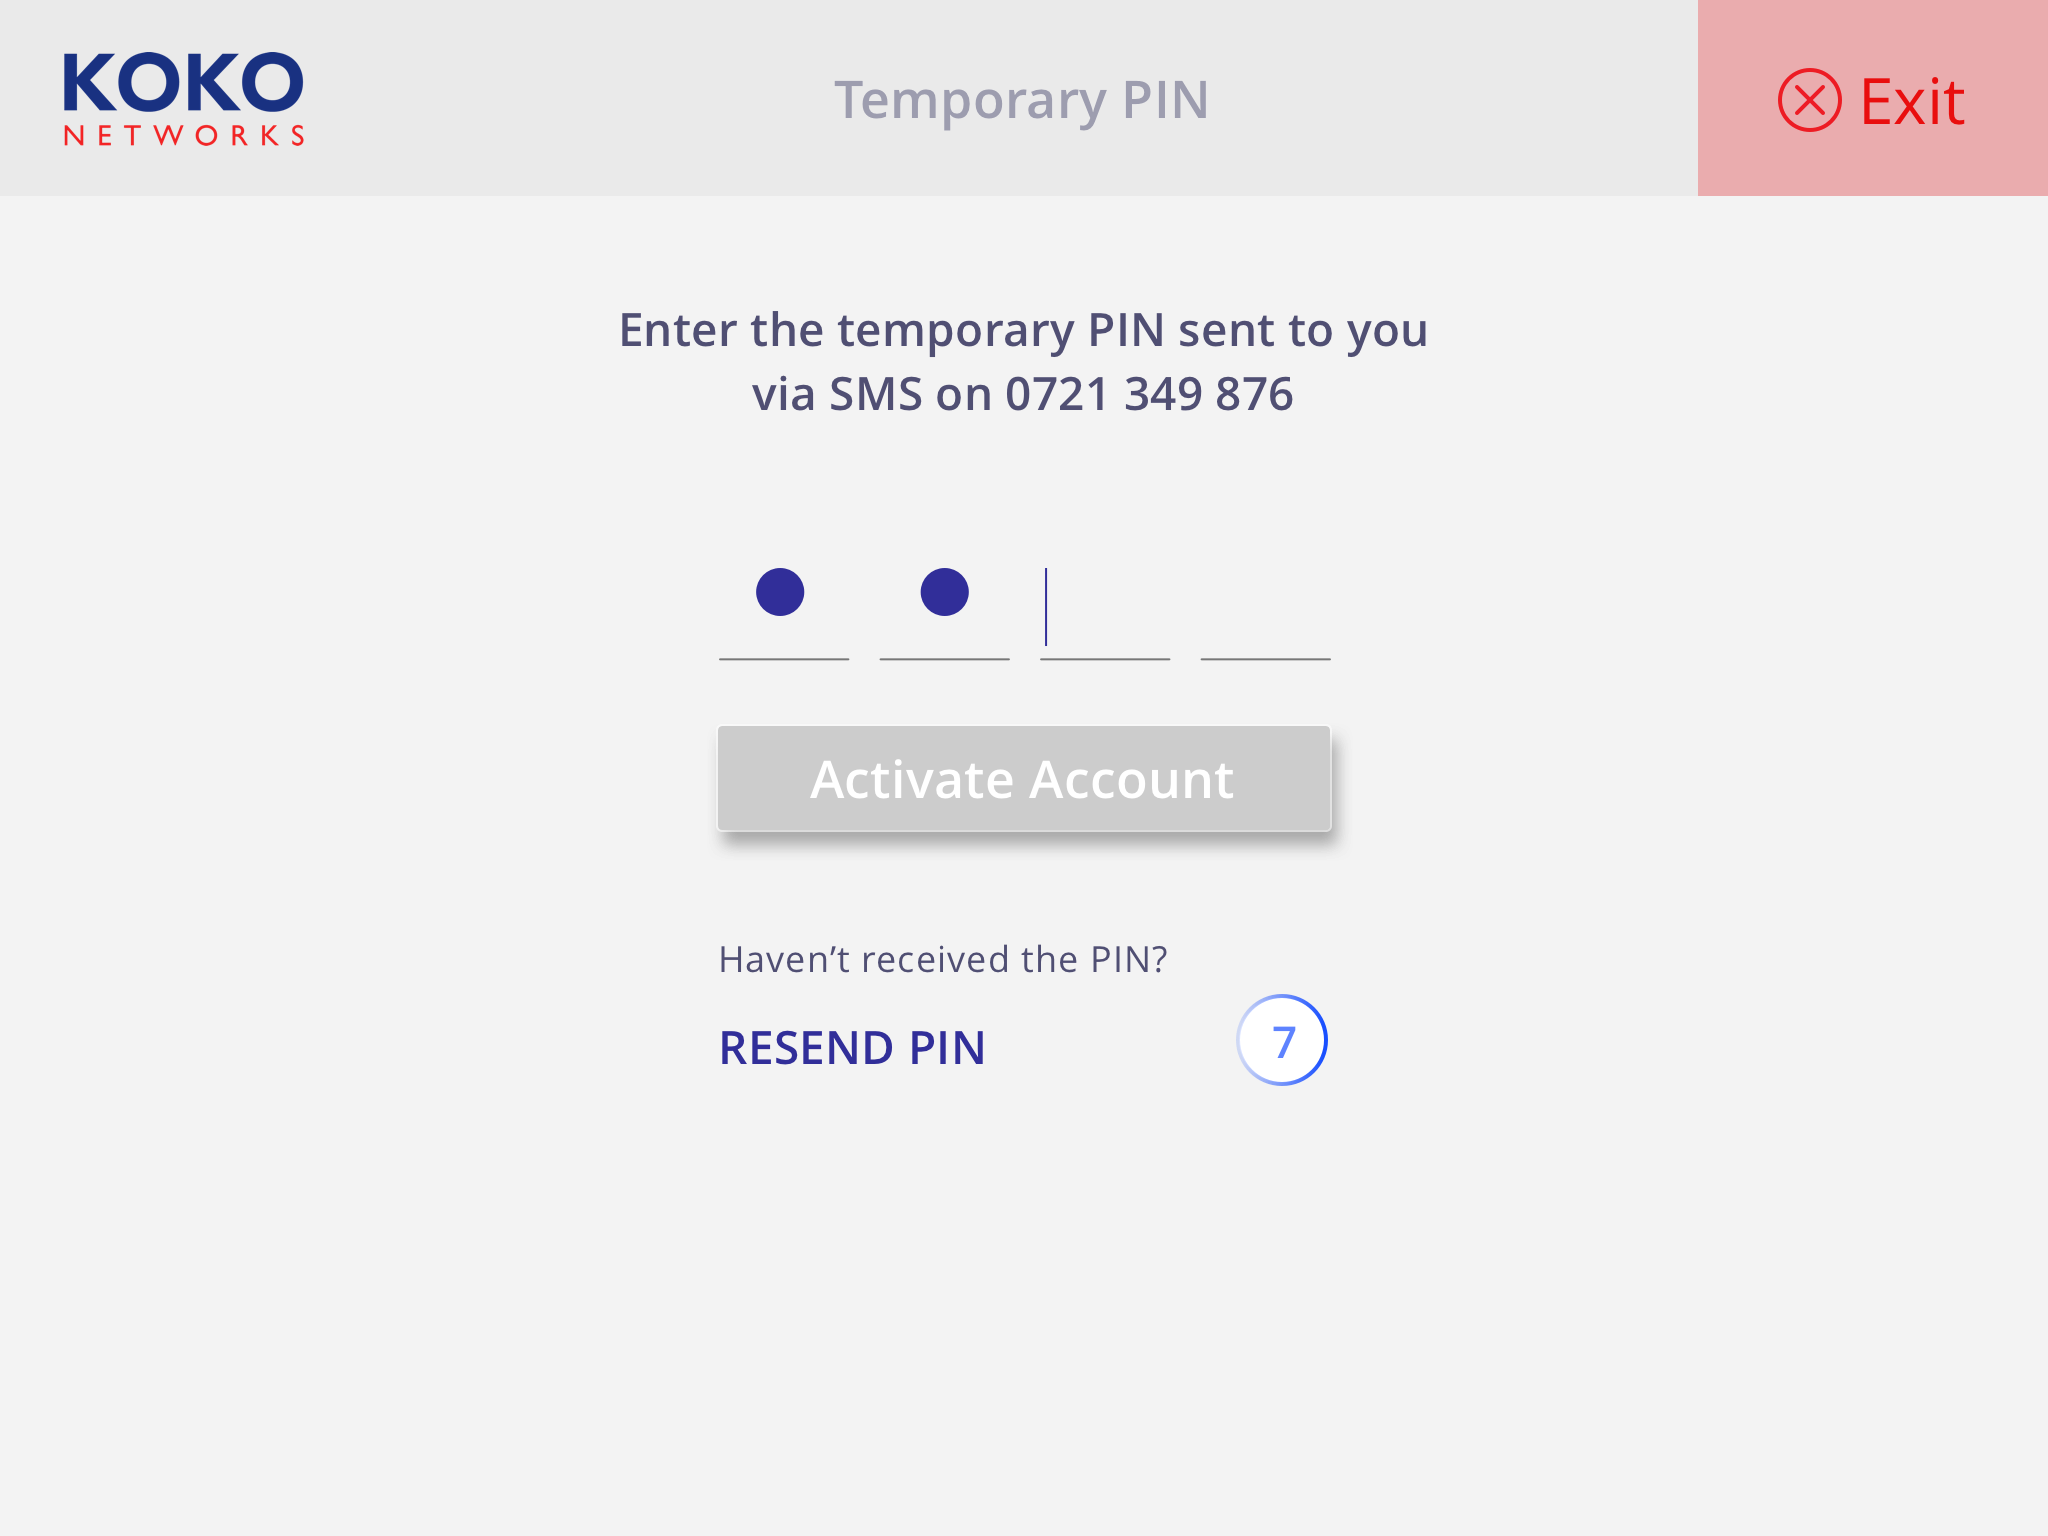 KOKO
NETWORKS
Temporary PIN
Exit
Enter the temporary PIN sent to you
via SMS on 0721 349 876
Activate Account
Haven’t received the PIN?
RESEND PIN
7